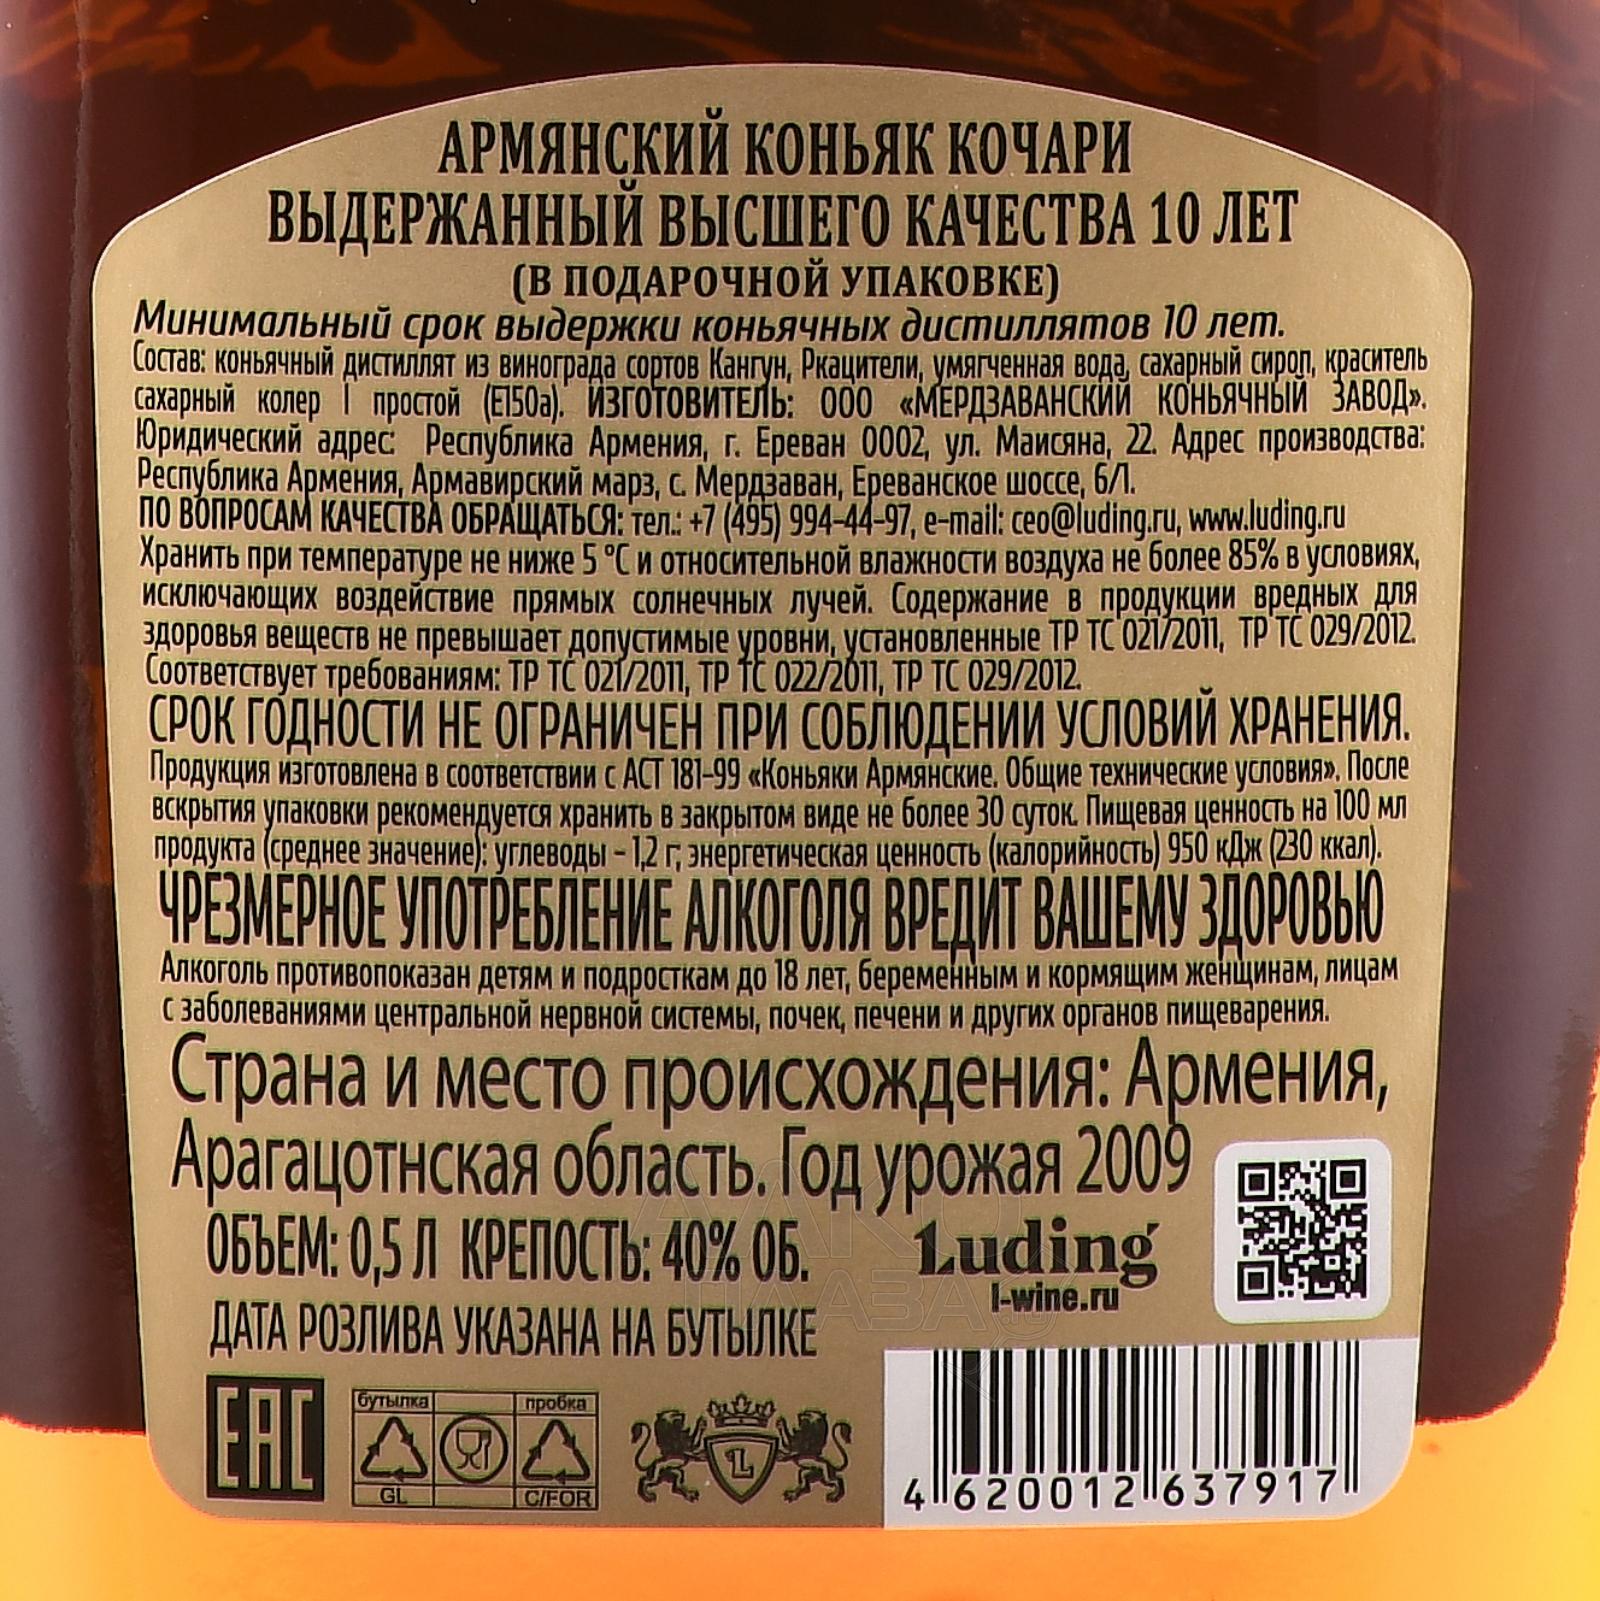 АРМЯНСКИЙ КОНЬЯК КОЧАРИ
ВЫДЕРЖАННЫЙ ВЫСШЕГО КАЧЕСТВА 10 ЛЕТ
(В ПОДАРОЧНОЙ УПАКОВКЕ)
Минимальный срок выдержки коньячных дистиллятов 10 лет.
Состав: коньячный дистиллят из винограда сортов Кангун, Ркацители, умягченная вода, сахарный сироп, краситель
сахарный колер I простой (E150a). ИЗГОТОВИТЕЛЬ: ООО «МЕРДЗАВАНСКИЙ КОНЬЯЧНЫЙ ЗАВОД».
Юридический адрес: Республика Армения, г. Ереван 0002, ул. Маисяна, 22. Адрес производства:
Республика Армения, Армавирский марз, с. Мердзаван, Ереванское шоссе, 6/1.
ПО ВОПРОСАМ КАЧЕСТВА ОБРАЩАТЬСЯ: тел.: +7 (495) 994-44-97, e-mail: ceo@luding.ru, www.luding.ru
Хранить при температуре не ниже 5 °C и относительной влажности воздуха не более 85% в условиях,
исключающих воздействие прямых солнечных лучей. Содержание в продукции вредных для
здоровья веществ не превышает допустимые уровни, установленные ТР ТС 021/2011, ТР ТС 029/2012.
Соответствует требованиям: ТР ТС 021/2011, ТР ТС 022/2011, ТР ТС 029/2012.
СРОК ГОДНОСТИ НЕ ОГРАНИЧЕН ПРИ СОБЛЮДЕНИИ УСЛОВИЙ ХРАНЕНИЯ.
Продукция изготовлена в соответствии с АСТ 181-99 «Коньяки Армянские. Общие технические условия». После
вскрытия упаковки рекомендуется хранить в закрытом виде не более 30 суток. Пищевая ценность на 100 мл
продукта (среднее значение): углеводы - 1,2 г; энергетическая ценность (калорийность) 950 кДж (230 ккал).
ЧРЕЗМЕРНОЕ УПОТРЕБЛЕНИЕ АЛКОГОЛЯ ВРЕДИТ ВАШЕМУ ЗДОРОВЬЮ
Алкоголь противопоказан детям и подросткам до 18 лет, беременным и кормящим женщинам, лицам
с заболеваниями центральной нервной системы, почек, печени и других органов пищеварения.
Страна и место происхождения: Армения,
Арагацотнская область. Год урожая 2009
ОБЪЕМ: 0,5 Л КРЕПОСТЬ: 40% ОБ.
Luding
l-wine.ru
АЛКО
ПЛАЗА.ru
ДАТА РОЗЛИВА УКАЗАНА НА БУТЫЛКЕ
EAC
бутылка пробка
GL C/FOR
L
4 620012 637917